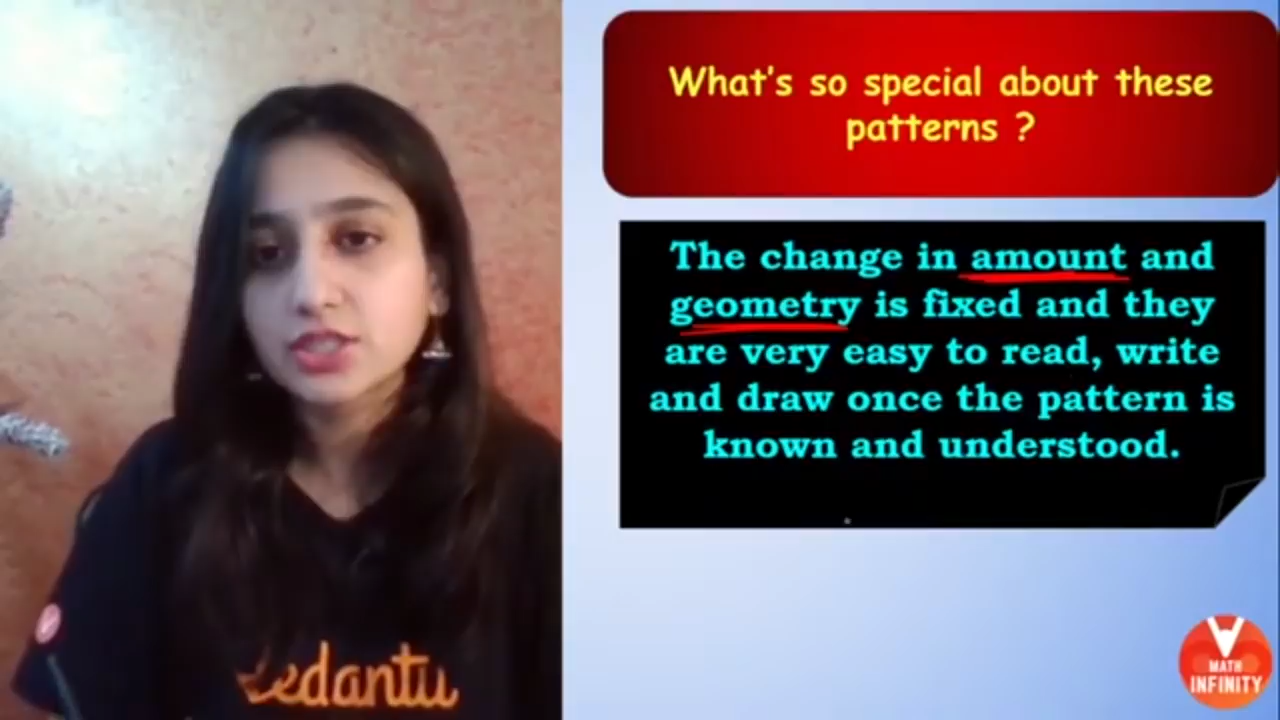 What's so special about these
patterns ?
The change in amount and
geometry is fixed and they
are very easy to read, write
and draw once the pattern is
known and understood.
Vedantu
MATH
INFINITY